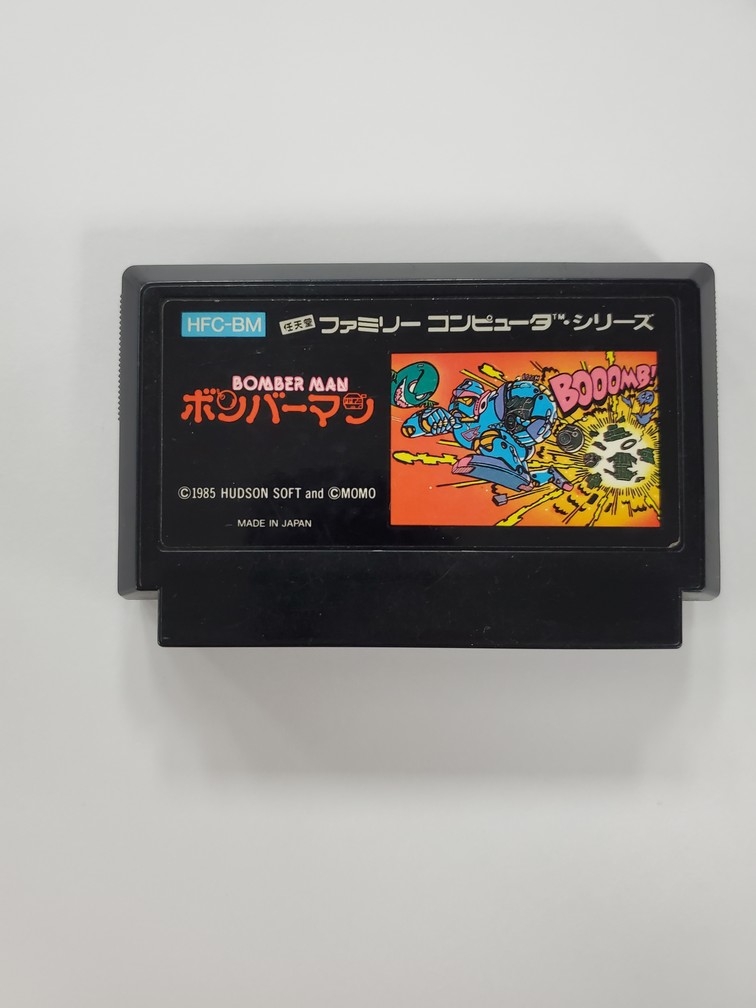 HFC-BM 任天堂 ファミリー コンピュータ™・シリーズ
BOMBER MAN
ボンバーマン
BOOOMB!
©1985 HUDSON SOFT and ©MOMO
MADE IN JAPAN